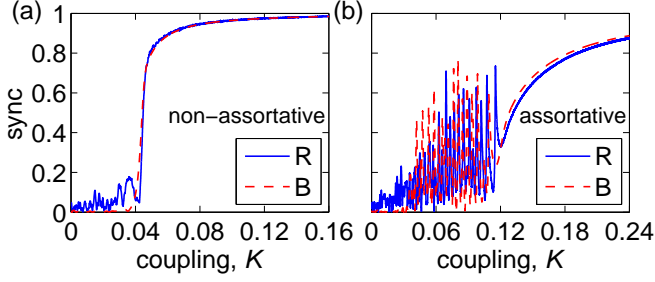 (a)
(b)
sync
1
0.8
0.6
0.4
0.2
0
non−assortative
R
B
0 0.04 0.08 0.12 0.16
coupling, K
assortative
R
B
0 0.06 0.12 0.18 0.24
coupling, K